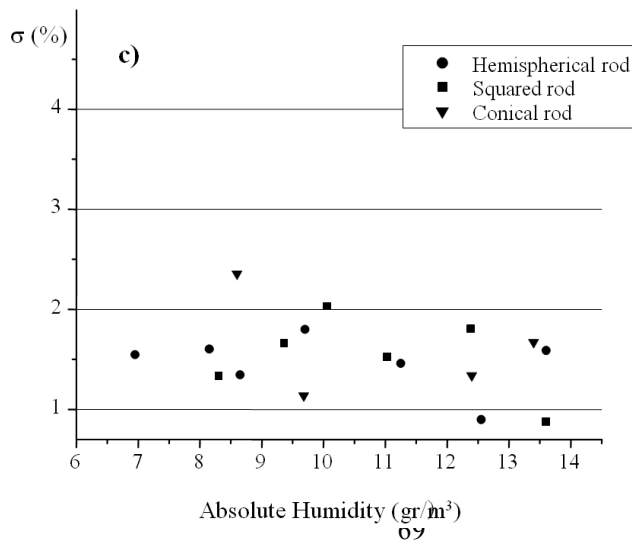 σ (%)
c)
Hemispherical rod
Squared rod
Conical rod
4
3
2
1
6 7 8 9 10 11 12 13 14
Absolute Humidity (gr/m³)
69